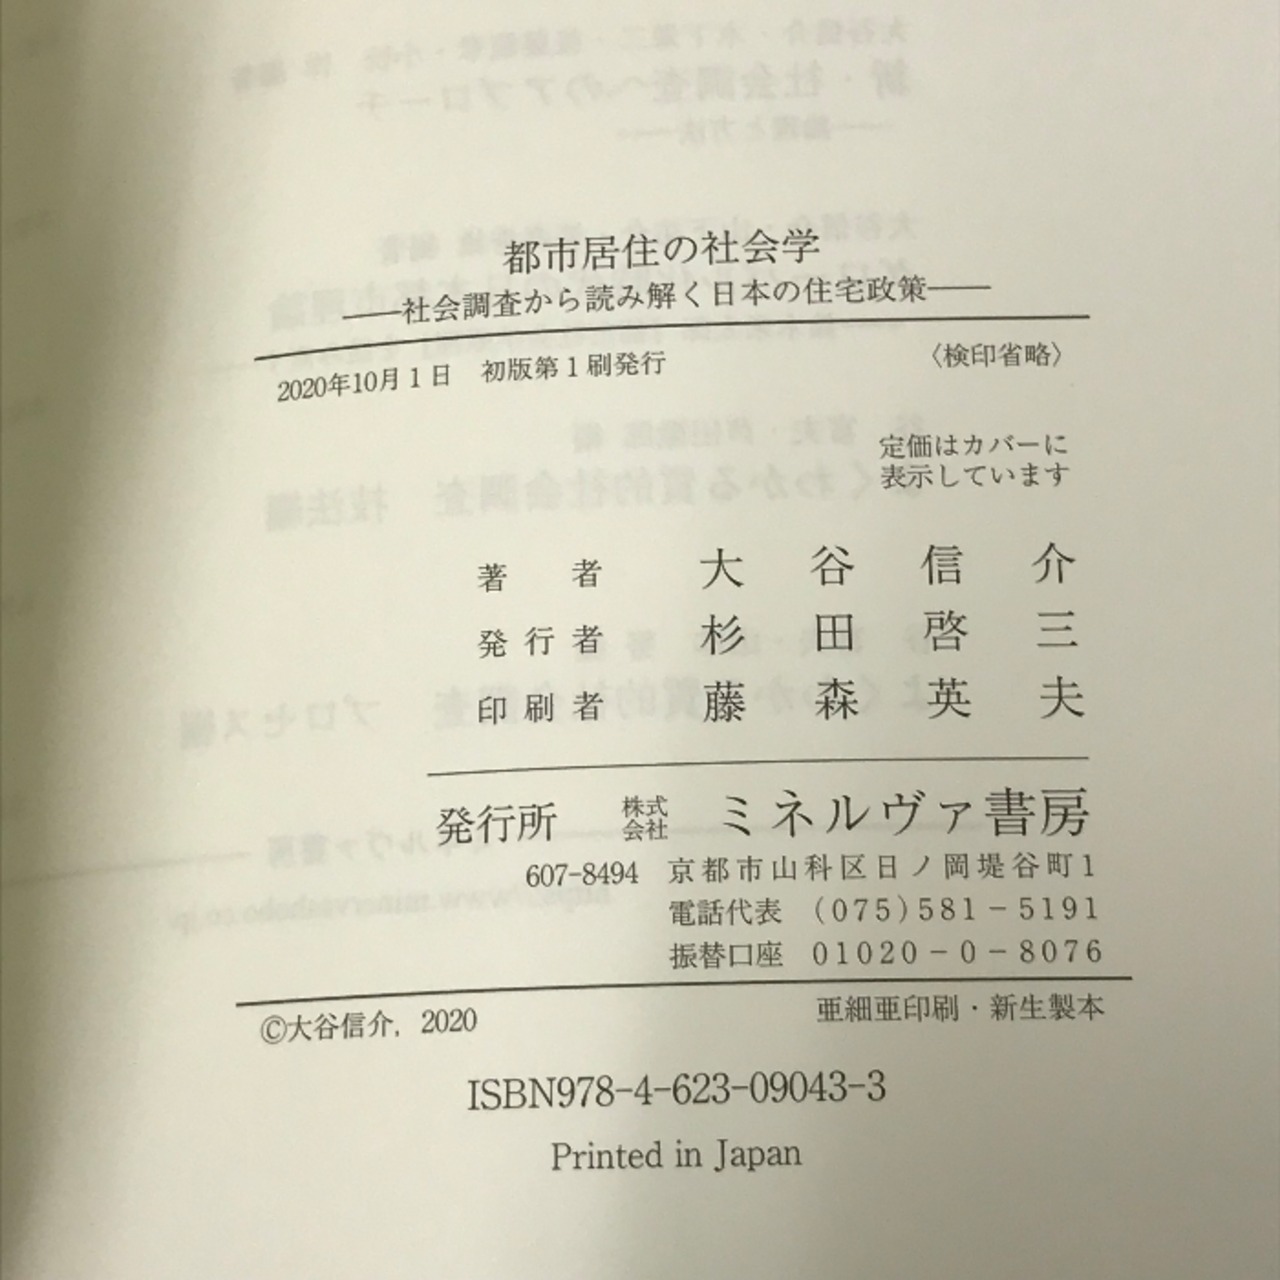 都市居住の社会学
――社会調査から読み解く日本の住宅政策――
2020年10月1日　初版第1刷発行　〈検印省略〉
定価はカバーに
表示しています
著者　大谷信介
発行者　杉田啓三
印刷者　藤森英夫
発行所　株式会社　ミネルヴァ書房
607-8494　京都市山科区日ノ岡堤谷町1
電話代表　(075)581-5191
振替口座　01020-0-8076
©大谷信介, 2020　亜細亜印刷・新生製本
ISBN978-4-623-09043-3
Printed in Japan